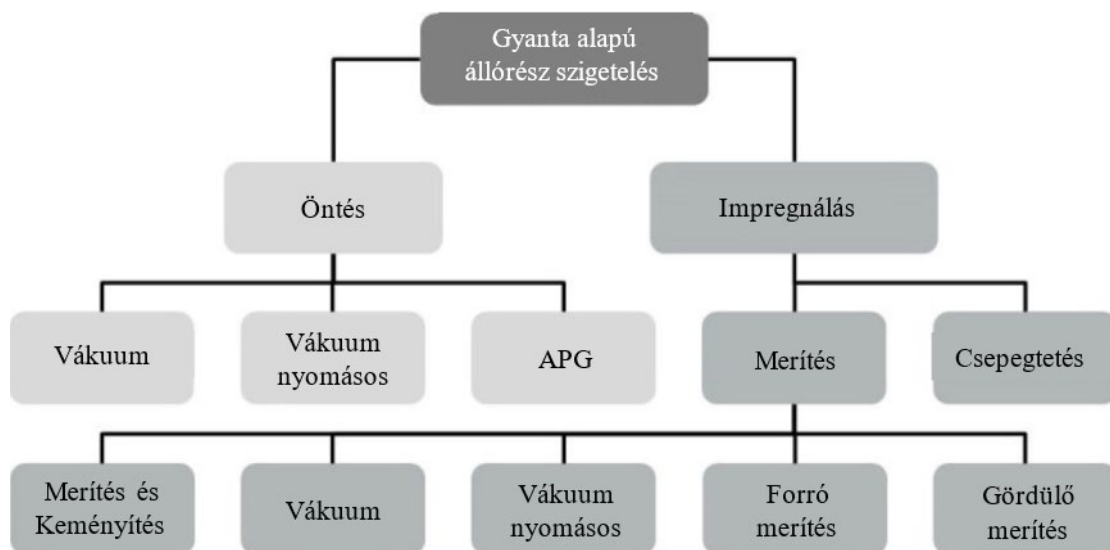 Gyanta alapú
állórész szigetelés
Öntés
Impregnálás
Vákuum
Vákuum
nyomásos
APG
Merítés
Csepegtetés
Merítés és
Keményítés
Vákuum
Vákuum
nyomásos
Forró
merítés
Gördülő
merítés